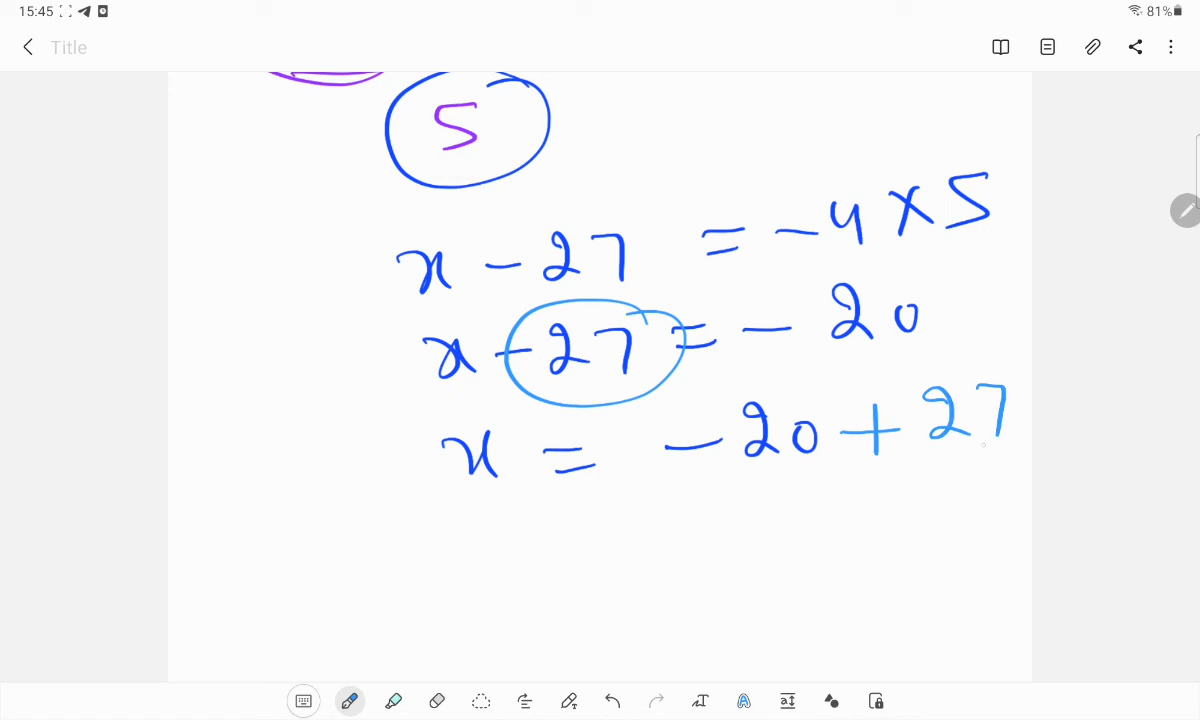 15:45 81%
Title
5
x - 27 = - 4 × 5
x - 27 = - 20
x = - 20 + 27